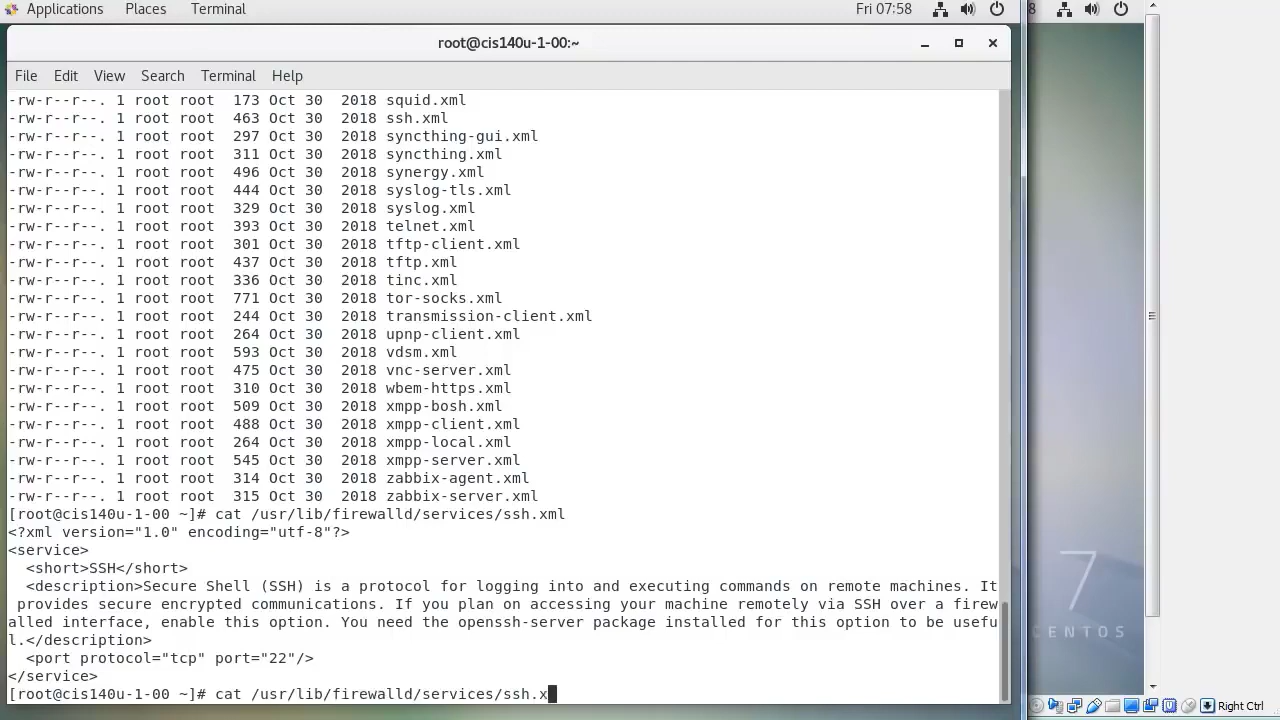 Applications Places Terminal Fri 07:58 8
root@cis140u-1-00:~
File Edit View Search Terminal Help
-rw-r--r--. 1 root root  173 Oct 30  2018 squid.xml
-rw-r--r--. 1 root root  463 Oct 30  2018 ssh.xml
-rw-r--r--. 1 root root  297 Oct 30  2018 syncthing-gui.xml
-rw-r--r--. 1 root root  311 Oct 30  2018 syncthing.xml
-rw-r--r--. 1 root root  496 Oct 30  2018 synergy.xml
-rw-r--r--. 1 root root  444 Oct 30  2018 syslog-tls.xml
-rw-r--r--. 1 root root  329 Oct 30  2018 syslog.xml
-rw-r--r--. 1 root root  393 Oct 30  2018 telnet.xml
-rw-r--r--. 1 root root  301 Oct 30  2018 tftp-client.xml
-rw-r--r--. 1 root root  437 Oct 30  2018 tftp.xml
-rw-r--r--. 1 root root  336 Oct 30  2018 tinc.xml
-rw-r--r--. 1 root root  771 Oct 30  2018 tor-socks.xml
-rw-r--r--. 1 root root  244 Oct 30  2018 transmission-client.xml
-rw-r--r--. 1 root root  264 Oct 30  2018 upnp-client.xml
-rw-r--r--. 1 root root  593 Oct 30  2018 vdsm.xml
-rw-r--r--. 1 root root  475 Oct 30  2018 vnc-server.xml
-rw-r--r--. 1 root root  310 Oct 30  2018 wbem-https.xml
-rw-r--r--. 1 root root  509 Oct 30  2018 xmpp-bosh.xml
-rw-r--r--. 1 root root  488 Oct 30  2018 xmpp-client.xml
-rw-r--r--. 1 root root  264 Oct 30  2018 xmpp-local.xml
-rw-r--r--. 1 root root  545 Oct 30  2018 xmpp-server.xml
-rw-r--r--. 1 root root  314 Oct 30  2018 zabbix-agent.xml
-rw-r--r--. 1 root root  315 Oct 30  2018 zabbix-server.xml
[root@cis140u-1-00 ~]# cat /usr/lib/firewalld/services/ssh.xml
<?xml version="1.0" encoding="utf-8"?>
<service>
  <short>SSH</short>
  <description>Secure Shell (SSH) is a protocol for logging into and executing commands on remote machines. It
 provides secure encrypted communications. If you plan on accessing your machine remotely via SSH over a firew
alled interface, enable this option. You need the openssh-server package installed for this option to be usefu
l.</description>
  <port protocol="tcp" port="22"/>
</service>
[root@cis140u-1-00 ~]# cat /usr/lib/firewalld/services/ssh.x
7
CENTOS
Right Ctrl